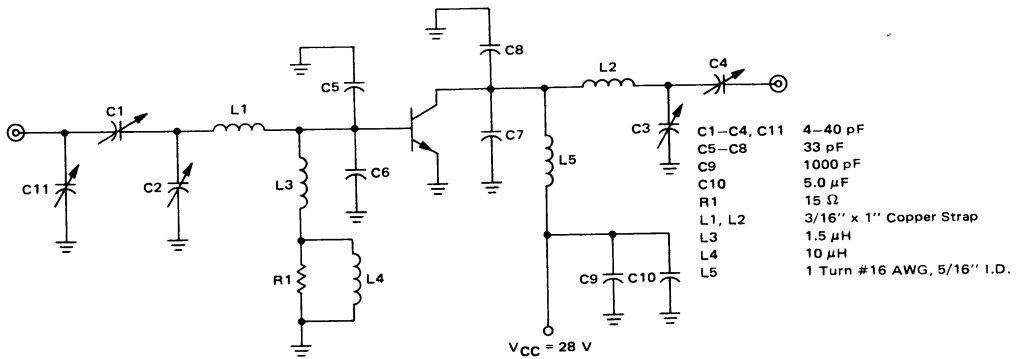 C8
L2
C4
C5
C1
L1
C3
C7
C1–C4, C11 4–40 pF
C5–C8 33 pF
C9 1000 pF
C10 5.0 μF
R1 15 Ω
L1, L2 3/16'' x 1'' Copper Strap
L3 1.5 μH
L4 10 μH
L5 1 Turn #16 AWG, 5/16'' I.D.
L5
C6
C11
C2
L3
R1
L4
C9
C10
VCC = 28 V